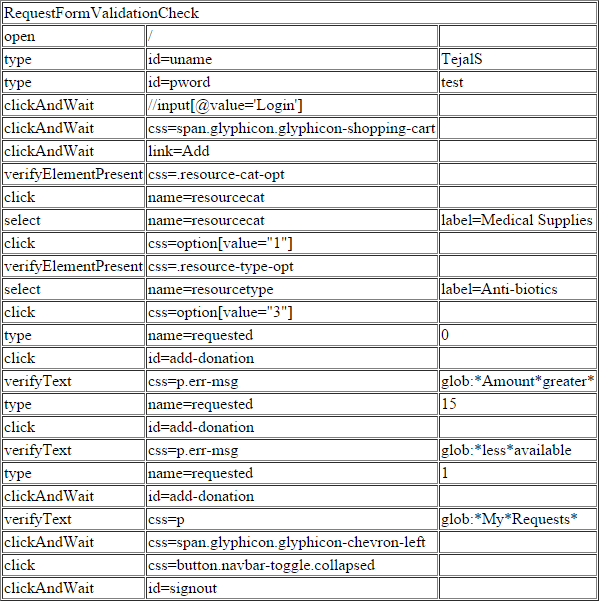 RequestFormValidationCheck
open /
type id=uname TejalS
type id=pword test
clickAndWait //input[@value='Login']
clickAndWait css=span.glyphicon.glyphicon-shopping-cart
clickAndWait link=Add
verifyElementPresent css=.resource-cat-opt
click name=resourcecat
select name=resourcecat label=Medical Supplies
click css=option[value="1"]
verifyElementPresent css=.resource-type-opt
select name=resourcetype label=Anti-biotics
click css=option[value="3"]
type name=requested 0
click id=add-donation
verifyText css=p.err-msg glob:*Amount*greater*
type name=requested 15
click id=add-donation
verifyText css=p.err-msg glob:*less*available
type name=requested 1
clickAndWait id=add-donation
verifyText css=p glob:*My*Requests*
clickAndWait css=span.glyphicon.glyphicon-chevron-left
click css=button.navbar-toggle.collapsed
clickAndWait id=signout